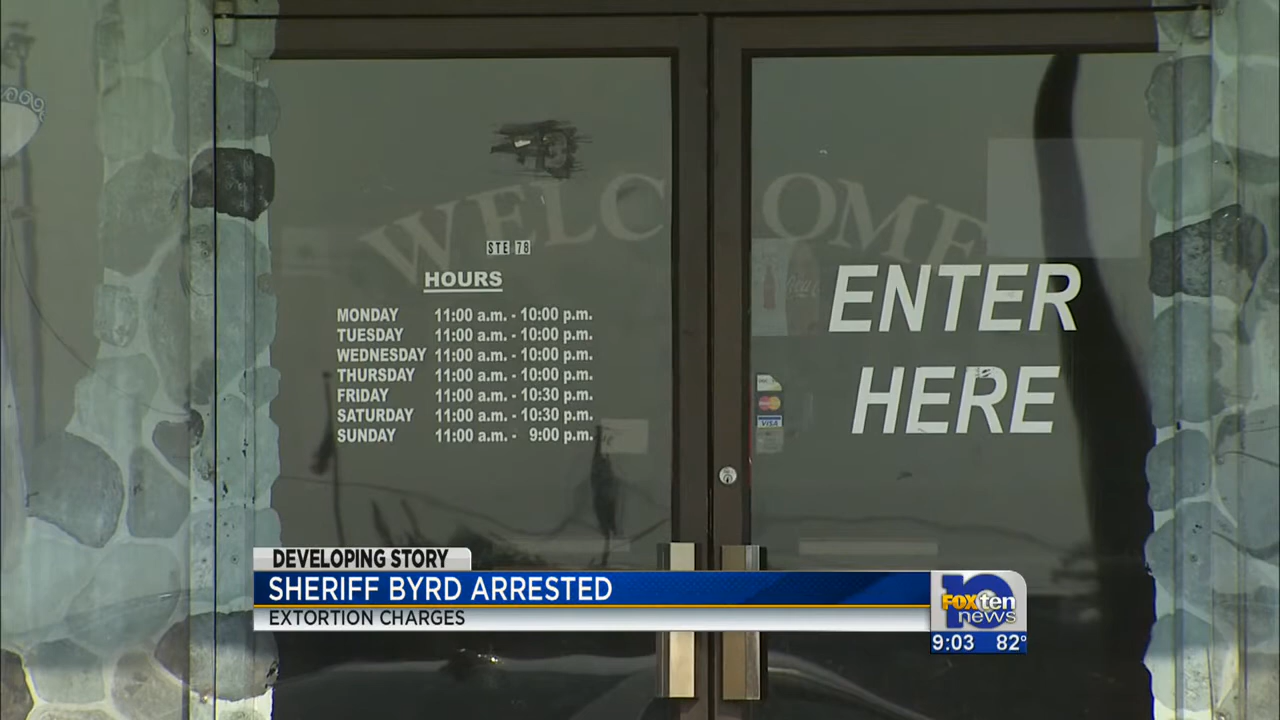 WELCOME
STE 78
HOURS
MONDAY 11:00 a.m. - 10:00 p.m.
TUESDAY 11:00 a.m. - 10:00 p.m.
WEDNESDAY 11:00 a.m. - 10:00 p.m.
THURSDAY 11:00 a.m. - 10:00 p.m.
FRIDAY 11:00 a.m. - 10:30 p.m.
SATURDAY 11:00 a.m. - 10:30 p.m.
SUNDAY 11:00 a.m. - 9:00 p.m.
ENTER
HERE
VISA
DEVELOPING STORY
SHERIFF BYRD ARRESTED
EXTORTION CHARGES
10
FOX ten
news
9:03 82°